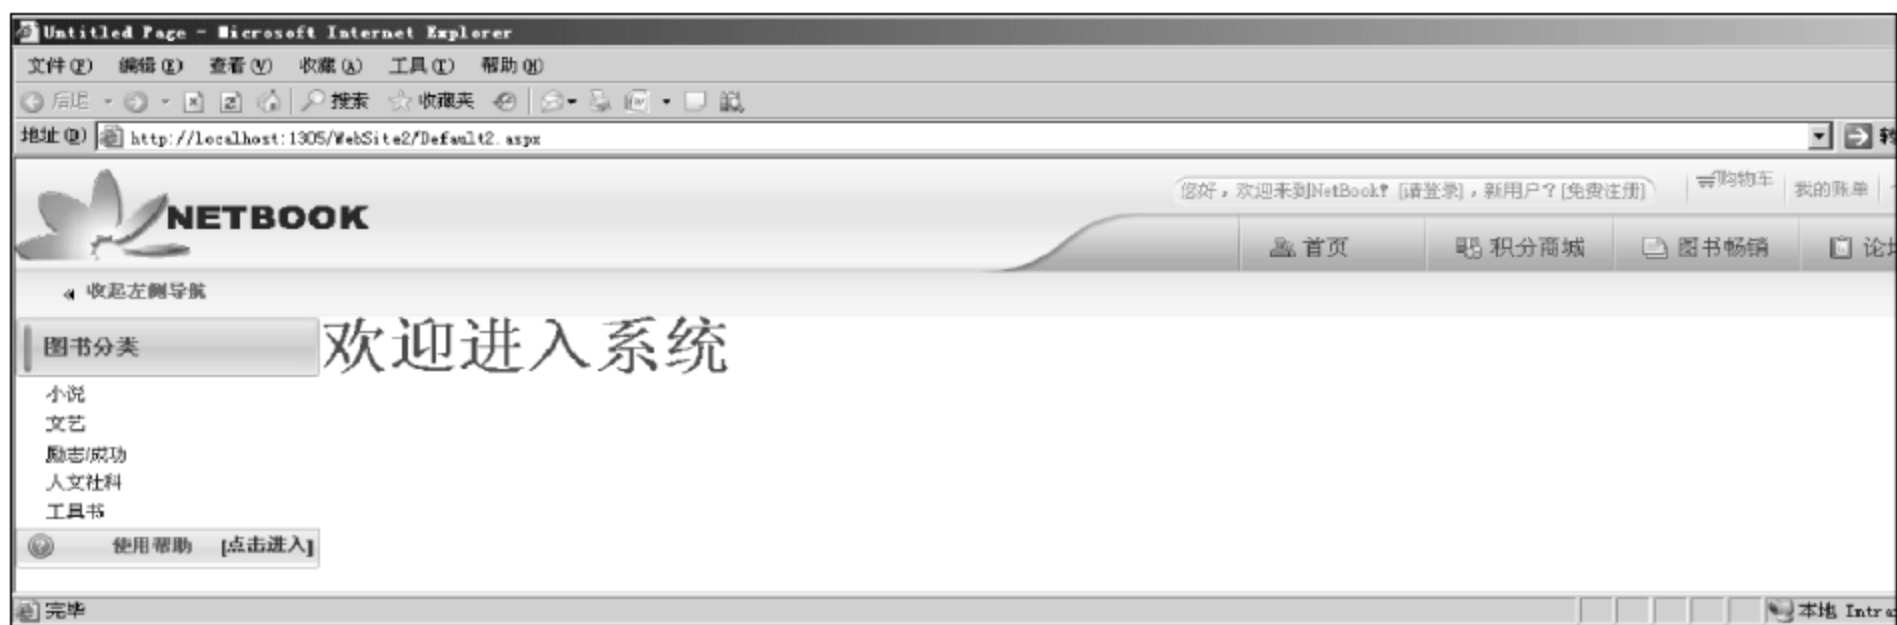 Untitled Page - Microsoft Internet Explorer
文件(F) 编辑(E) 查看(V) 收藏(A) 工具(T) 帮助(H)
后退 搜索 收藏夹
地址(D) http://localhost:1305/WebSite2/Default2.aspx
您好，欢迎来到NetBook! [请登录]，新用户？[免费注册] 购物车 我的账单
NETBOOK
首页 积分商城 图书畅销 论
收起左侧导航
图书分类 欢迎进入系统
小说
文艺
励志/成功
人文社科
工具书
使用帮助 [点击进入]
完毕 本地 Intra